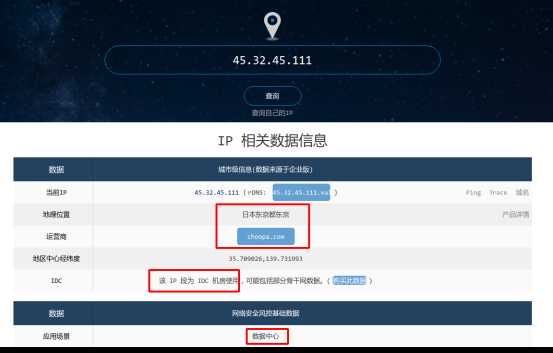 45.32.45.111
查询
查询自己的IP
IP 相关数据信息
数据 城市级信息(数据来源于企业版)
当前IP 45.32.45.111 ( rDNS: 45.32.45.111.vul ) Ping Trace 域名
地理位置 日本东京都东京 产品详情
运营商 choopa.com
地区中心经纬度 35.709026,139.731993
IDC 该 IP 段为 IDC 机房使用,可能包括部分骨干网数据。( 购买此数据 )
数据 网络安全风控基础数据
应用场景 数据中心